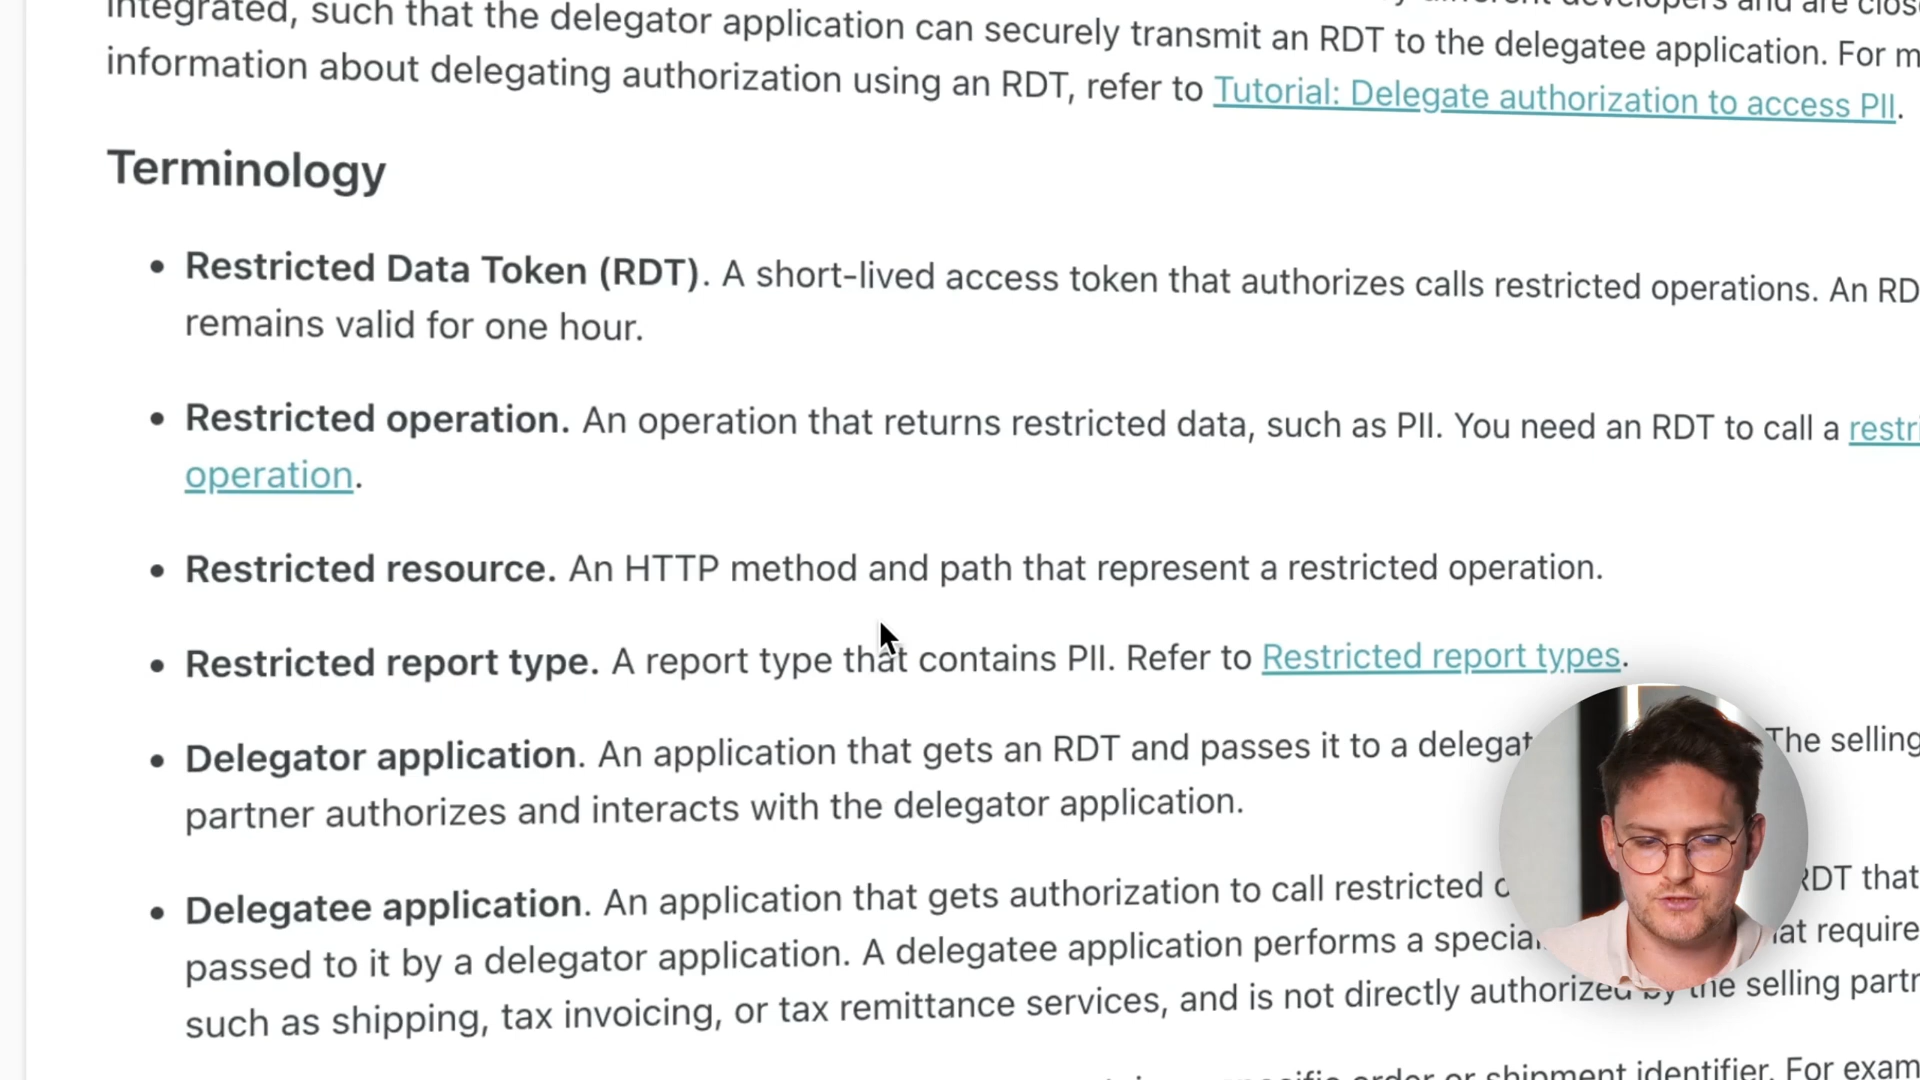 integrated, such that the delegator application can securely transmit an RDT to the delegatee application. For m
information about delegating authorization using an RDT, refer to Tutorial: Delegate authorization to access PII.
Terminology
• Restricted Data Token (RDT). A short-lived access token that authorizes calls restricted operations. An RD
remains valid for one hour.
• Restricted operation. An operation that returns restricted data, such as PII. You need an RDT to call a restri
operation.
• Restricted resource. An HTTP method and path that represent a restricted operation.
• Restricted report type. A report type that contains PII. Refer to Restricted report types.
• Delegator application. An application that gets an RDT and passes it to a delegat The selling
partner authorizes and interacts with the delegator application.
• Delegatee application. An application that gets authorization to call restricted RDT that
passed to it by a delegator application. A delegatee application performs a special at require
such as shipping, tax invoicing, or tax remittance services, and is not directly authorized by the selling partn
order or shipment identifier. For exam